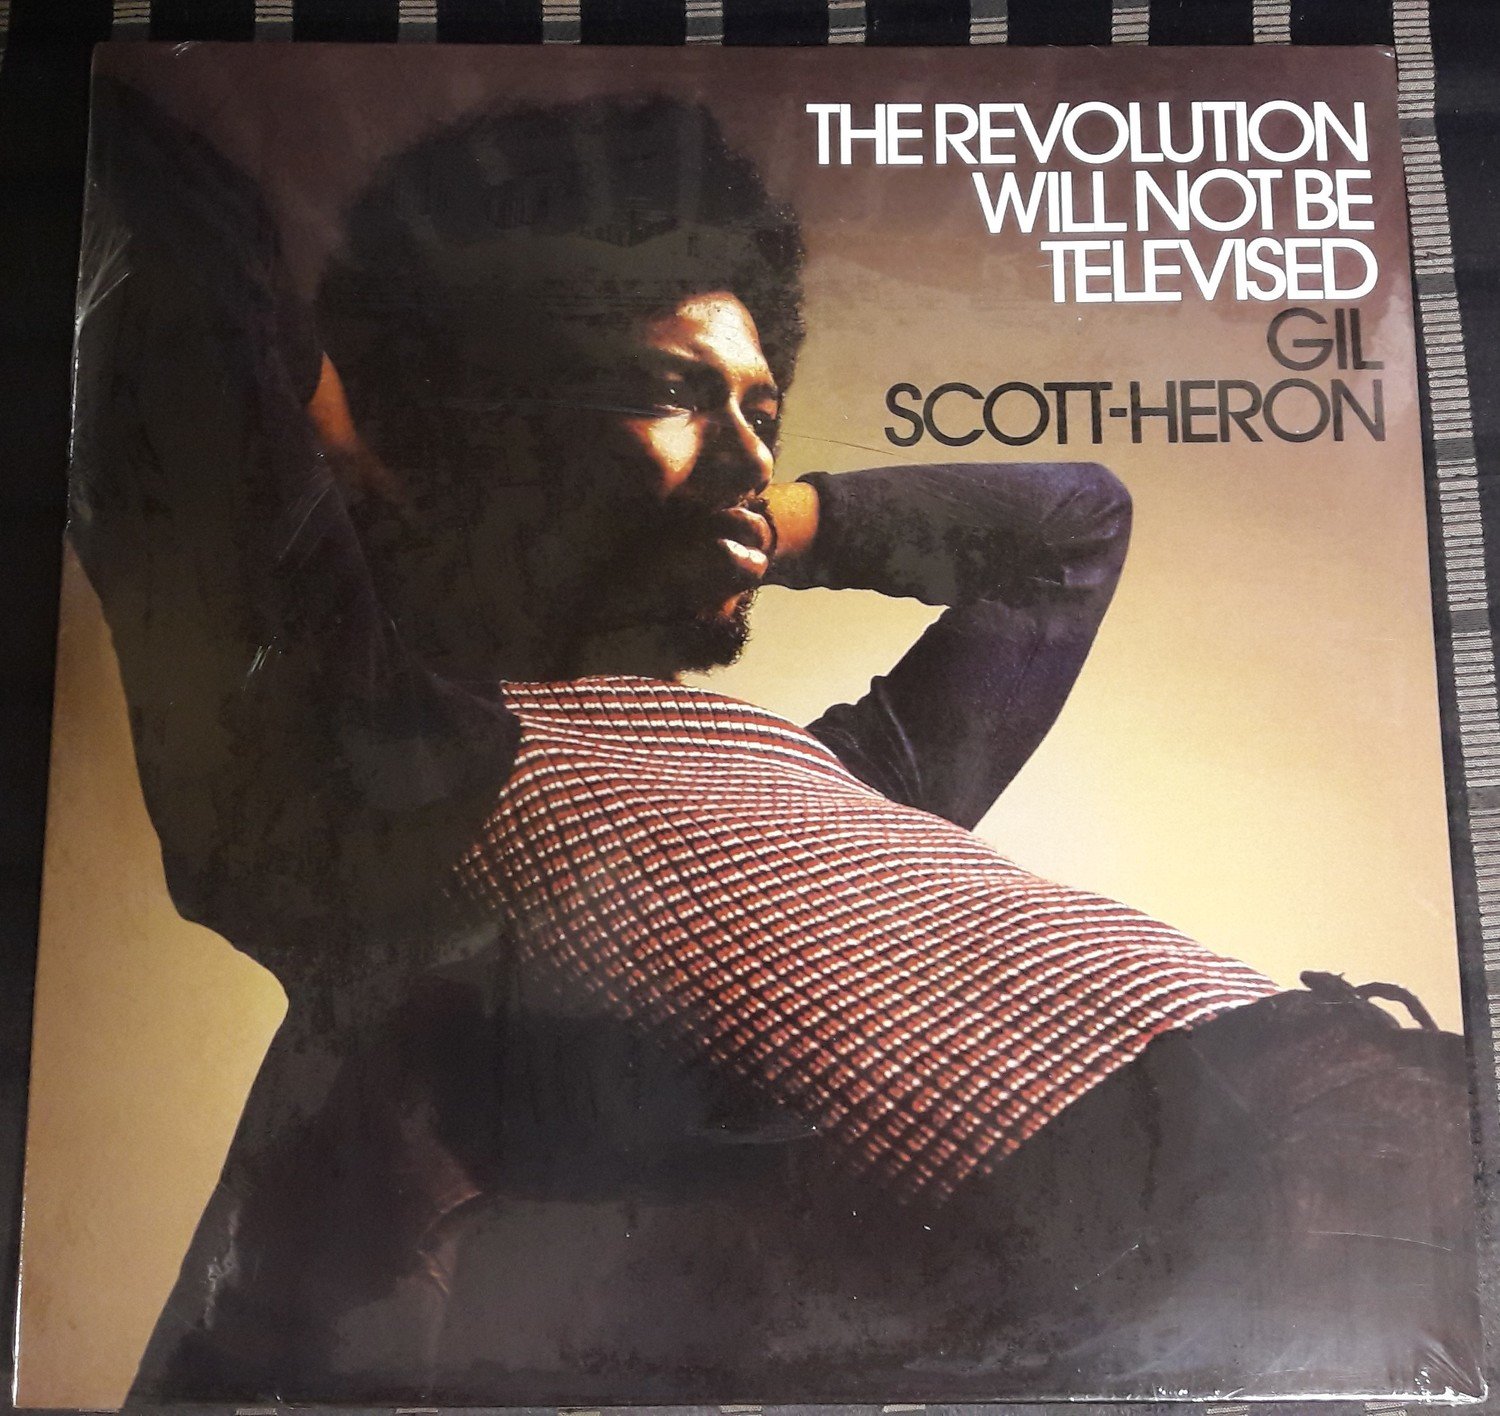 THE REVOLUTION
WILL NOT BE
TELEVISED
GIL
SCOTT-HERON